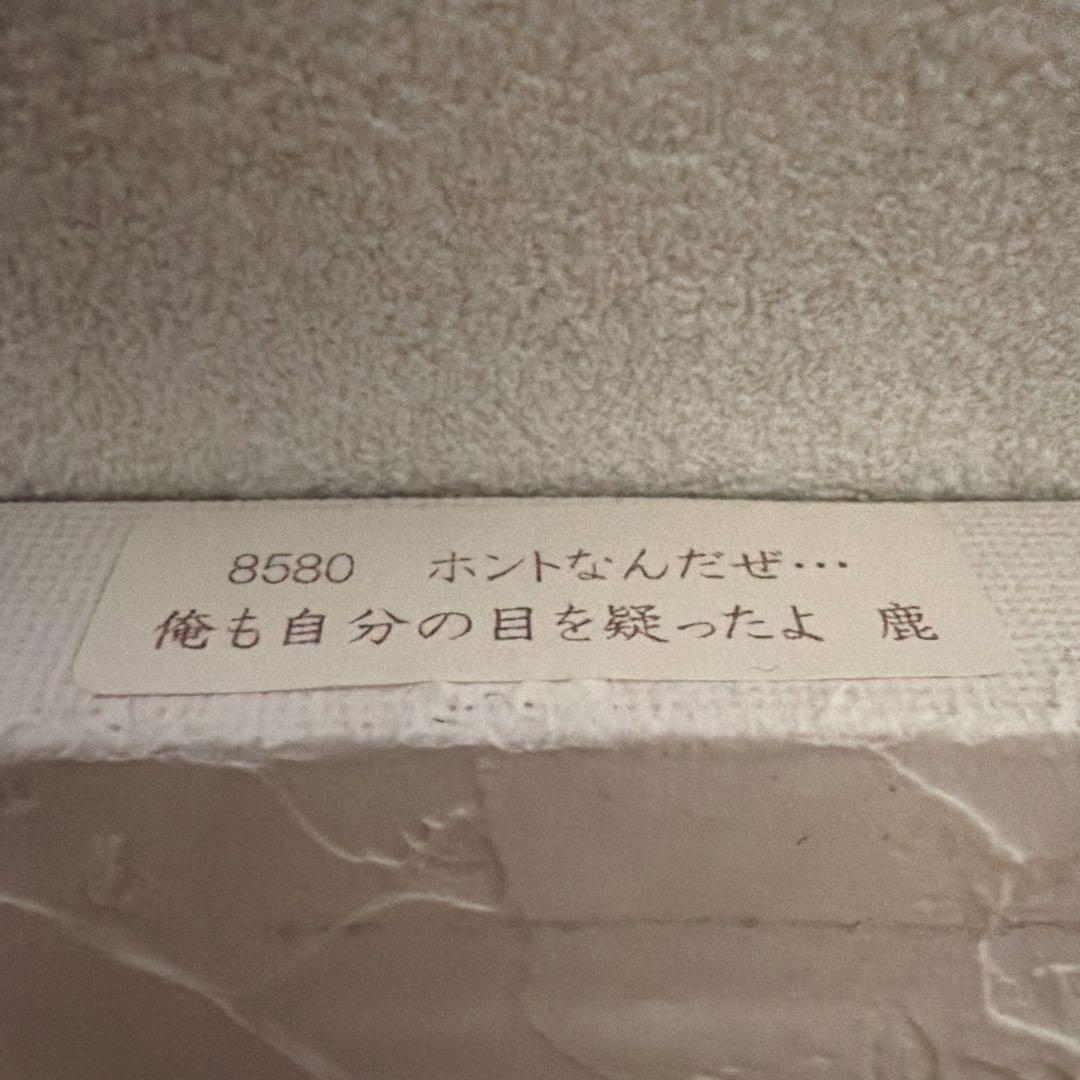 8580　ホントなんだぜ…
俺も自分の目を疑ったよ　鹿